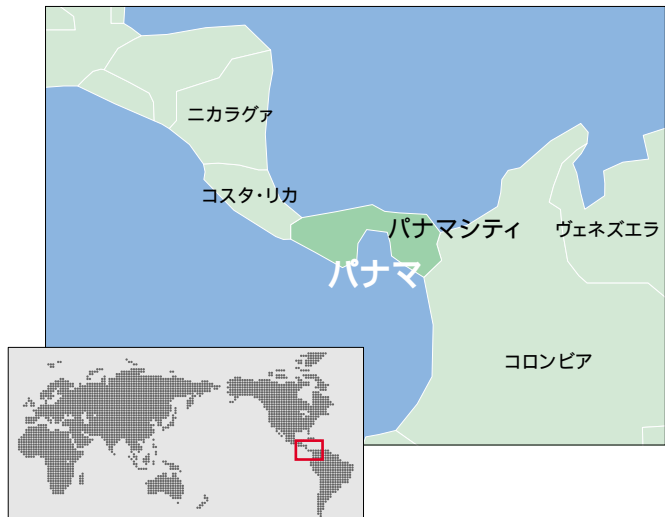 ニカラグァ
コスタ・リカ
パナマシティ
ヴェネズエラ
パナマ
コロンビア